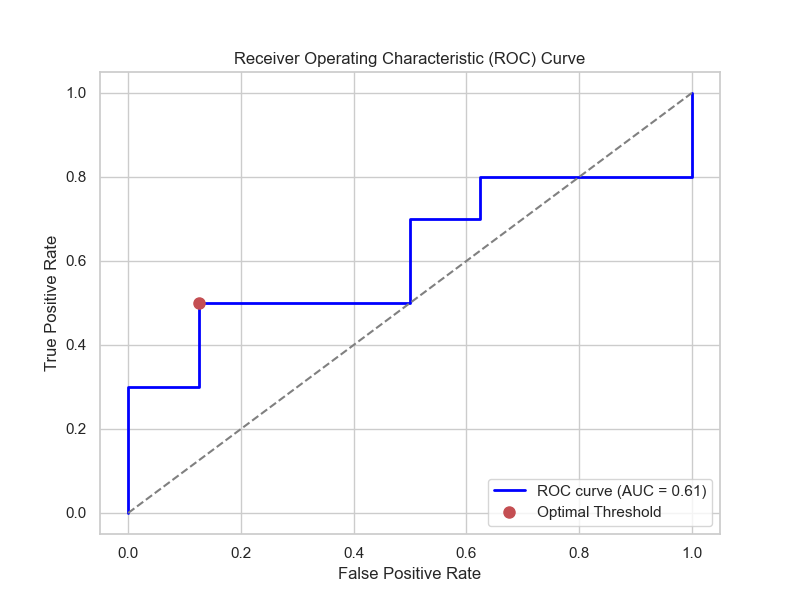 Receiver Operating Characteristic (ROC) Curve
1.0
0.8
0.6
0.4
0.2
0.0
True Positive Rate
0.0
0.2
0.4
0.6
0.8
1.0
False Positive Rate
ROC curve (AUC = 0.61)
Optimal Threshold